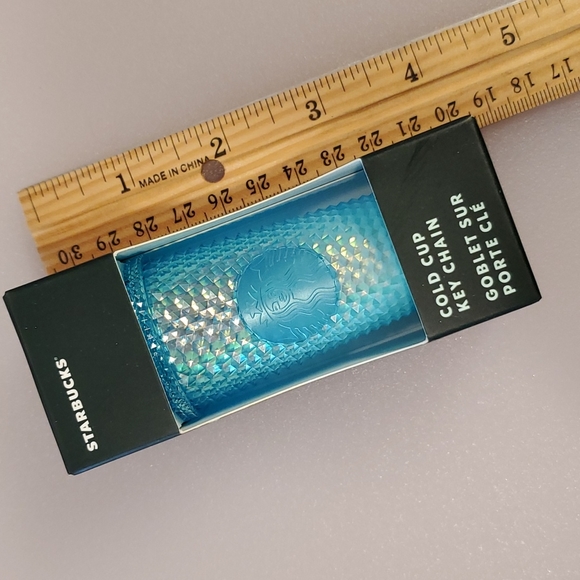 1 2 3 4 5
MADE IN CHINA
30 29 28 27 26 25 24 23 22 21 20 19 18 17
STARBUCKS
COLD CUP
KEY CHAIN
GOBELET SUR
PORTE CLÉ